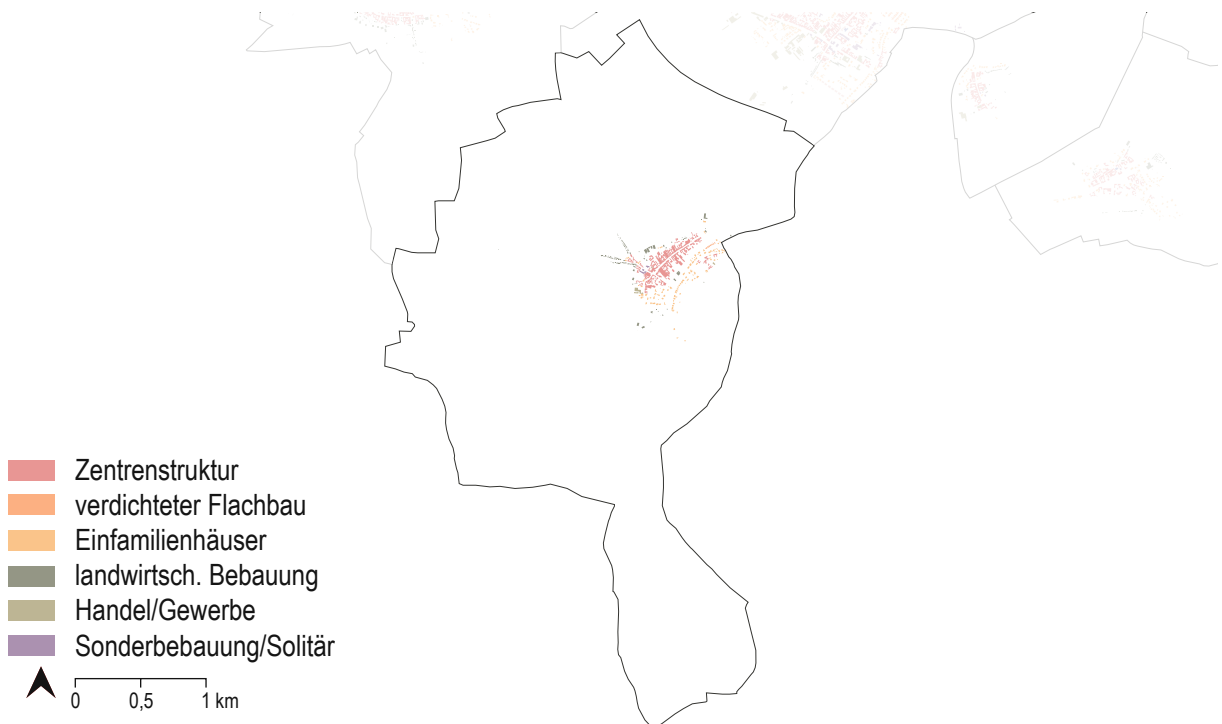 Zentrenstruktur
verdichteter Flachbau
Einfamilienhäuser
landwirtsch. Bebauung
Handel/Gewerbe
Sonderbebauung/Solitär
0 0,5 1 km